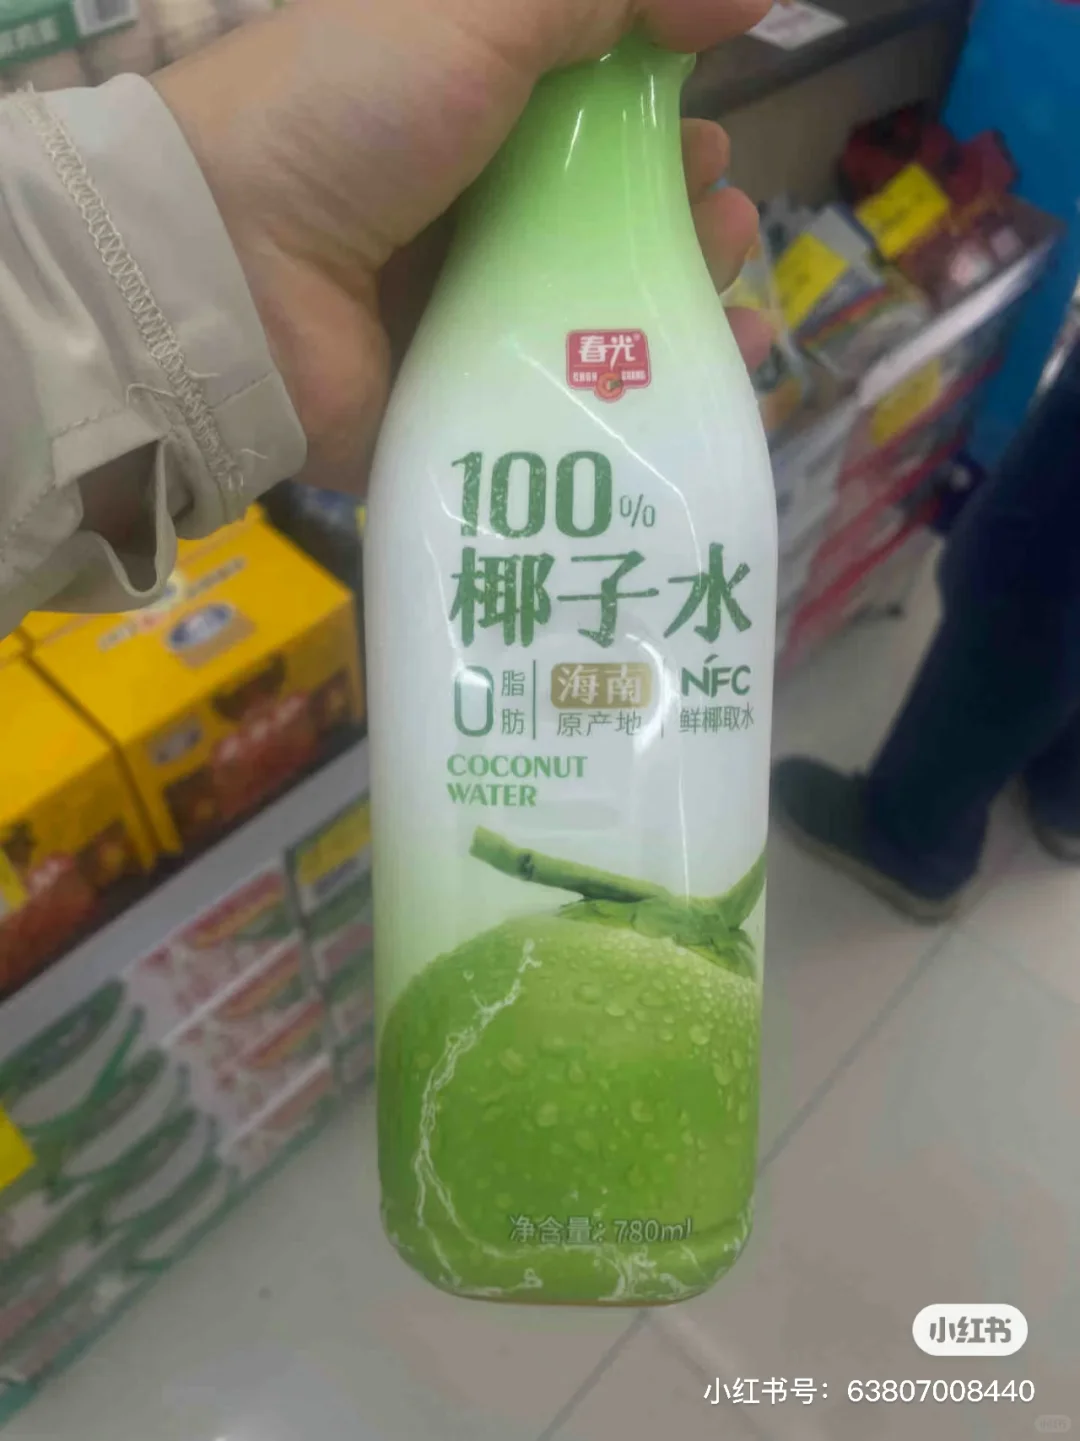 春光®
CHUN GUANG
100%
椰子水
0脂肪
海南
原产地
NFC
鲜椰取水
COCONUT
WATER
净含量: 780ml
小红书
小红书号：63807008440